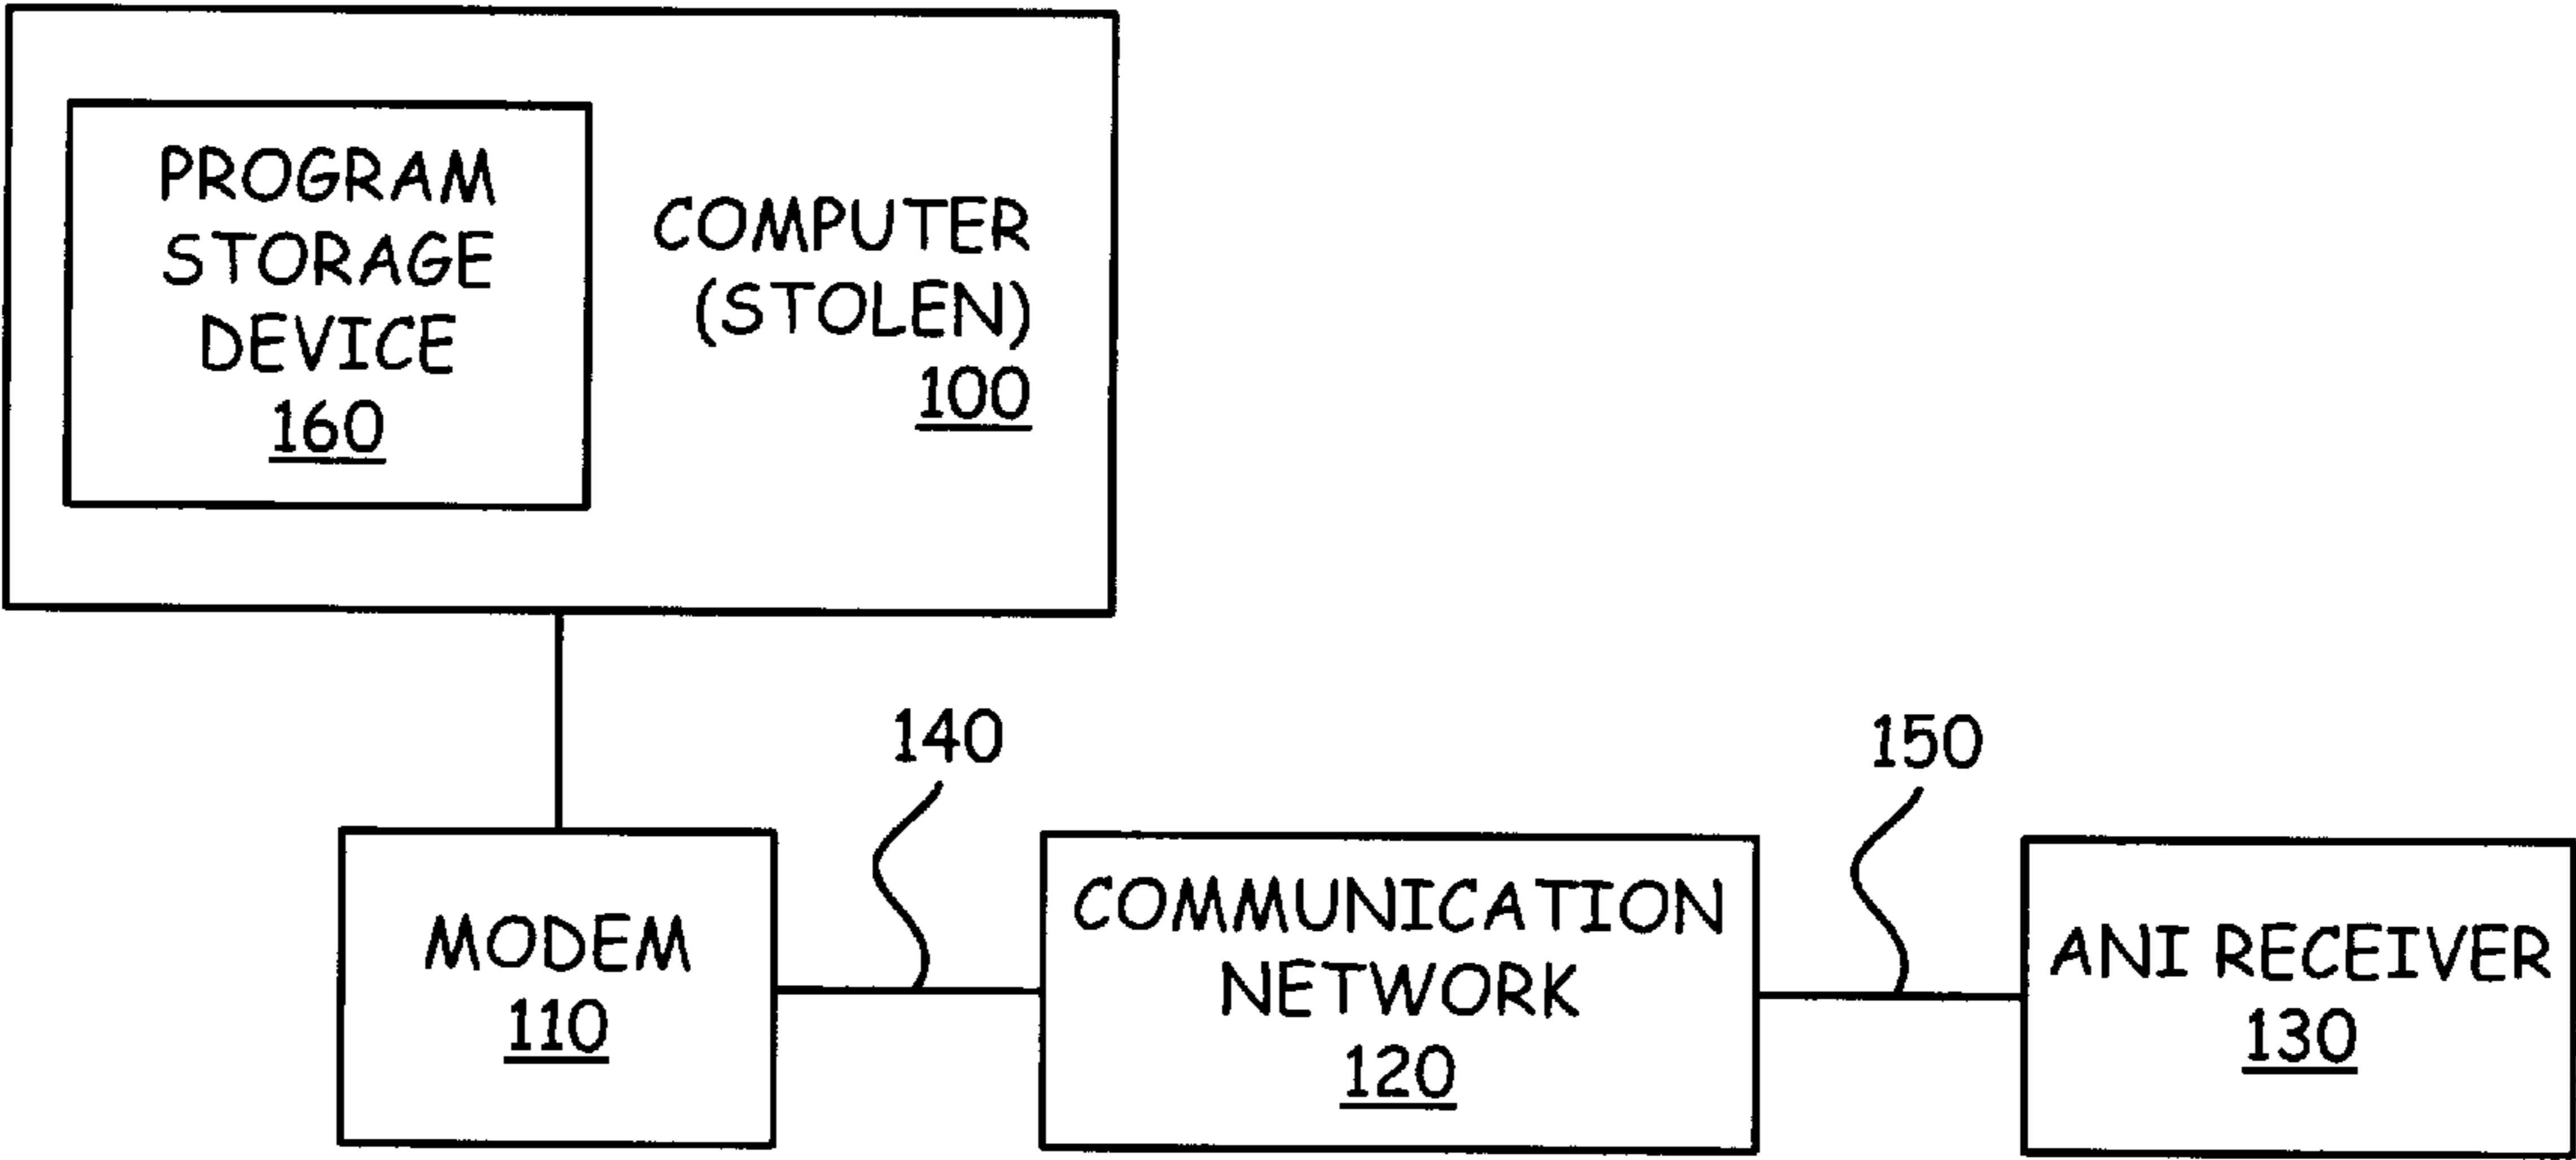 PROGRAM
STORAGE
DEVICE
160
COMPUTER
(STOLEN)
100
140
150
MODEM
110
COMMUNICATION
NETWORK
120
ANI RECEIVER
130